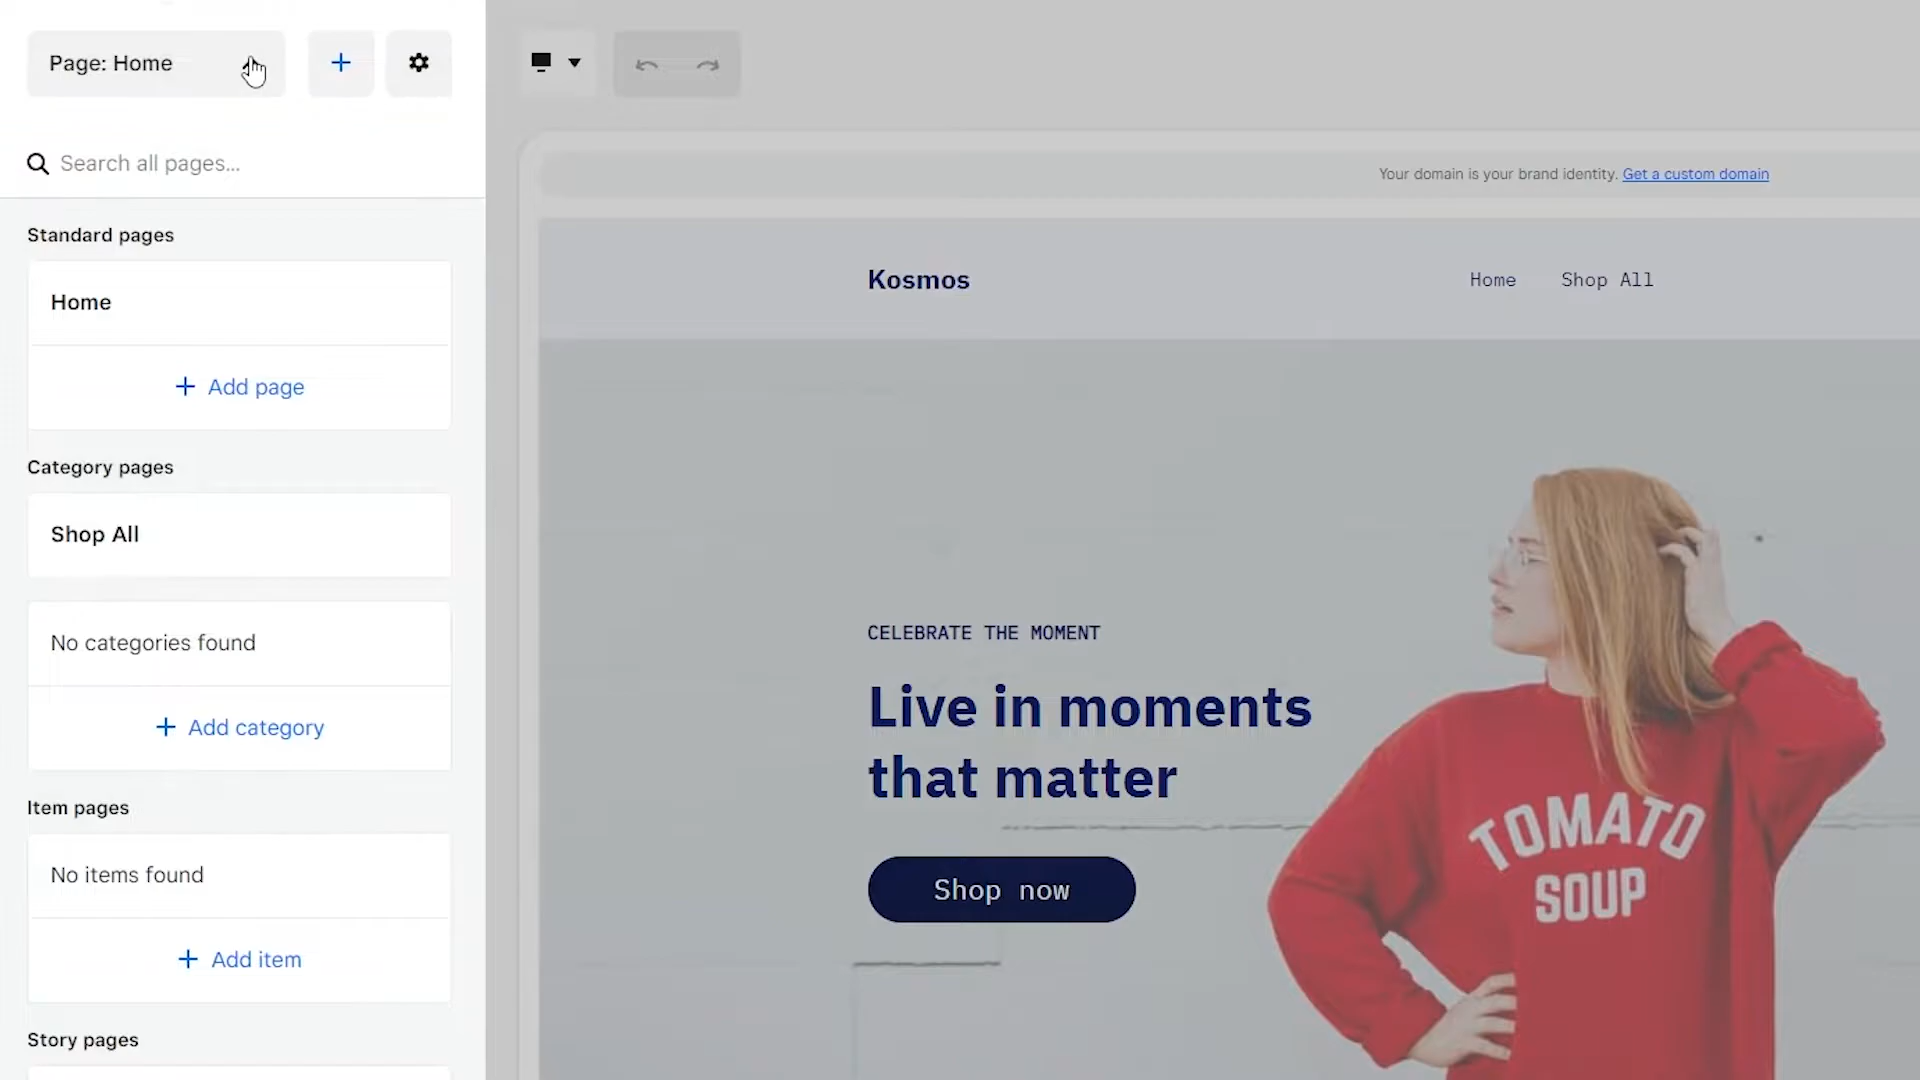 Page: Home
Search all pages...
Standard pages
Home
+ Add page
Category pages
Shop All
No categories found
+ Add category
Item pages
No items found
+ Add item
Story pages
Your domain is your brand identity. Get a custom domain
Kosmos
Home
Shop All
CELEBRATE THE MOMENT
Live in moments
that matter
Shop now
TOMATO
SOUP